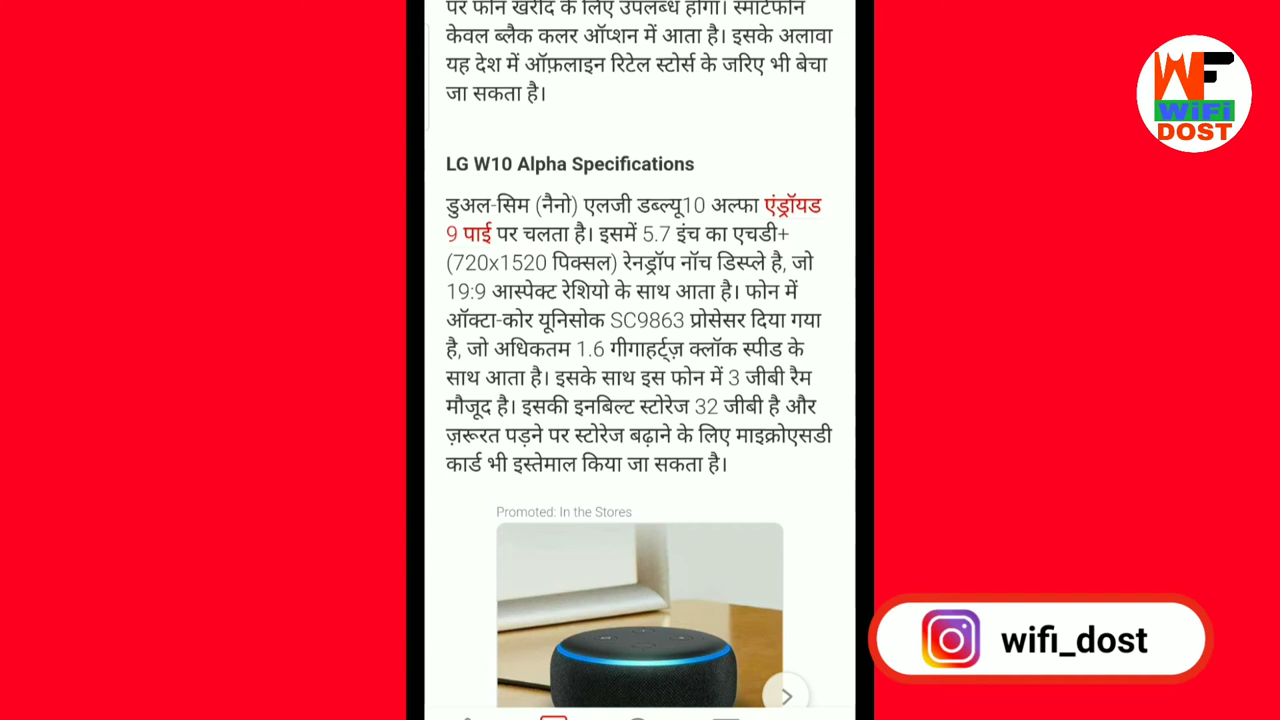 पर फोन खरीद के लिए उपलब्ध होगा। स्मार्टफोन
केवल ब्लैक कलर ऑप्शन में आता है। इसके अलावा
यह देश में ऑफ़लाइन रिटेल स्टोर्स के जरिए भी बेचा
जा सकता है।
LG W10 Alpha Specifications
डुअल-सिम (नैनो) एलजी डब्ल्यू10 अल्फा एंड्रॉयड
9 पाई पर चलता है। इसमें 5.7 इंच का एचडी+
(720x1520 पिक्सल) रेनड्रॉप नॉच डिस्प्ले है, जो
19:9 आस्पेक्ट रेशियो के साथ आता है। फोन में
ऑक्टा-कोर यूनिसोक SC9863 प्रोसेसर दिया गया
है, जो अधिकतम 1.6 गीगाहर्ट्ज़ क्लॉक स्पीड के
साथ आता है। इसके साथ इस फोन में 3 जीबी रैम
मौजूद है। इसकी इनबिल्ट स्टोरेज 32 जीबी है और
ज़रूरत पड़ने पर स्टोरेज बढ़ाने के लिए माइक्रोएसडी
कार्ड भी इस्तेमाल किया जा सकता है।
Promoted: In the Stores
WF
WiFi
DOST
wifi_dost